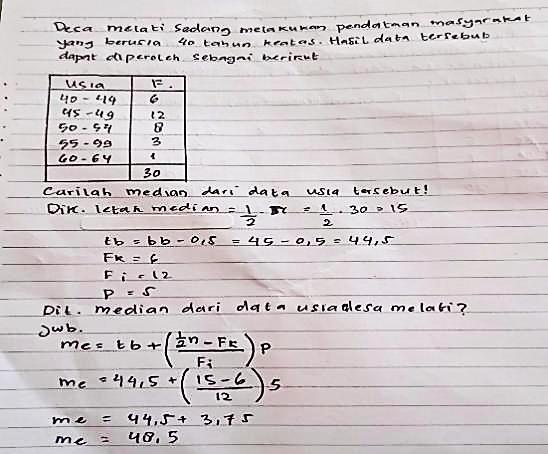 Desa melati sedang melakukan pendataan masyarakat
yang berusia 40 tahun keatas. Hasil data tersebub
dapat diperoleh sebagai berikut
Usia F.
40-44 6
45-49 12
50-54 8
55-99 3
60-64 1
30
Carilah median dari data usia tersebut!
Dik. letak median = 1/2 . n = 1/2 . 30 = 15
tb = bb - 0,5 = 45 - 0,5 = 44,5
Fk = 6
Fi = 12
P = 5
Dit. median dari data usia desa melati?
Jwb.
me = tb + (½n - Fk / Fi) P
me = 44,5 + (15 - 6 / 12) 5
me = 44,5 + 3,75
me = 48,5